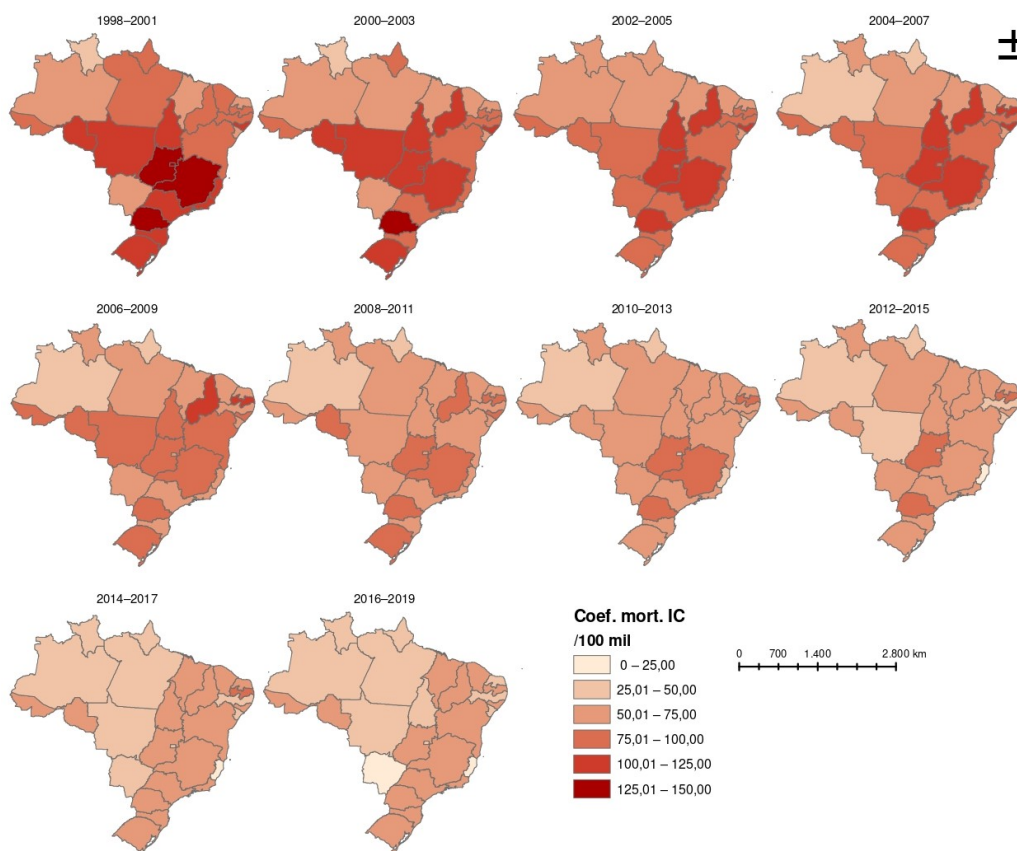 1998–2001
2000–2003
2002–2005
2004–2007
2006–2009
2008–2011
2010–2013
2012–2015
2014–2017
2016–2019
Coef. mort. IC
/100 mil
0 – 25,00
25,01 – 50,00
50,01 – 75,00
75,01 – 100,00
100,01 – 125,00
125,01 – 150,00
0 700 1.400 2.800 km